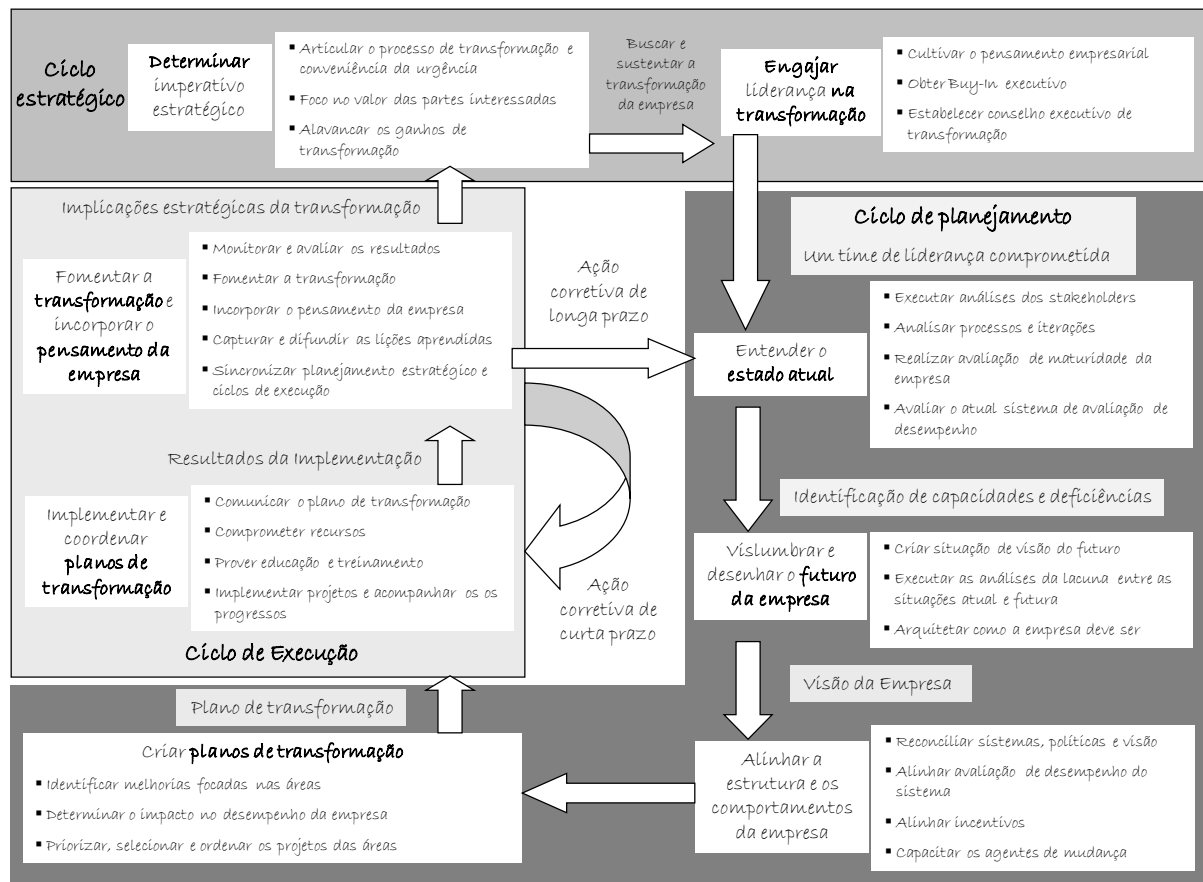 Ciclo
estratégico
Determinar
imperativo
estratégico
▪ Articular o processo de transformação e
conveniência da urgência
▪ Foco no valor das partes interessadas
▪ Alavancar os ganhos de
transformação
Buscar e
sustentar a
transformação
da empresa
Engajar
liderança na
transformação
▪ Cultivar o pensamento empresarial
▪ Obter Buy-In executivo
▪ Estabelecer conselho executivo de
transformação
Implicações estratégicas da transformação
Fomentar a
transformação e
incorporar o
pensamento da
empresa
▪ Monitorar e avaliar os resultados
▪ Fomentar a transformação
▪ Incorporar o pensamento da empresa
▪ Capturar e difundir as lições aprendidas
▪ Sincronizar planejamento estratégico e
ciclos de execução
Ação
corretiva de
longa prazo
Ciclo de planejamento
Um time de liderança comprometida
Entender o
estado atual
▪ Executar análises dos stakeholders
▪ Analisar processos e iterações
▪ Realizar avaliação de maturidade da
empresa
▪ Avaliar o atual sistema de avaliação de
desempenho
Resultados da Implementação
Implementar e
coordenar
planos de
transformação
▪ Comunicar o plano de transformação
▪ Comprometer recursos
▪ Prover educação e treinamento
▪ Implementar projetos e acompanhar os os
progressos
Ciclo de Execução
Ação
corretiva de
curta prazo
Identificação de capacidades e deficiências
Vislumbrar e
desenhar o futuro
da empresa
▪ Criar situação de visão do futuro
▪ Executar as análises da lacuna entre as
situações atual e futura
▪ Arquitetar como a empresa deve ser
Visão da Empresa
Alinhar a
estrutura e os
comportamentos
da empresa
▪ Reconciliar sistemas, políticas e visão
▪ Alinhar avaliação de desempenho do
sistema
▪ Alinhar incentivos
▪ Capacitar os agentes de mudança
Plano de transformação
Criar planos de transformação
▪ Identificar melhorias focadas nas áreas
▪ Determinar o impacto no desempenho da empresa
▪ Priorizar, selecionar e ordenar os projetos das áreas